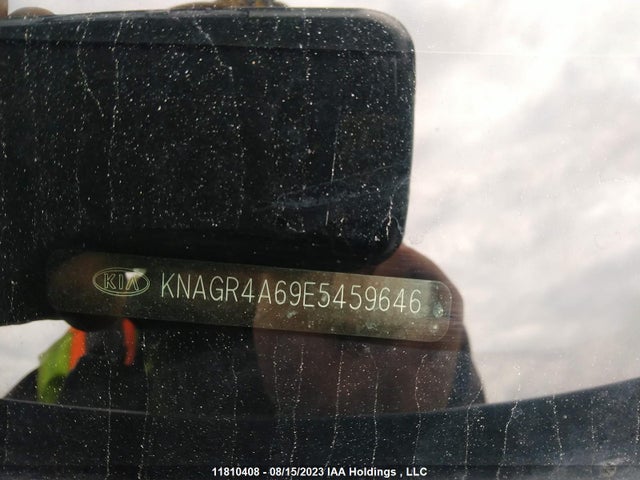 KIA KNAGR4A69E5459646
11810408 - 08/15/2023 IAA Holdings , LLC